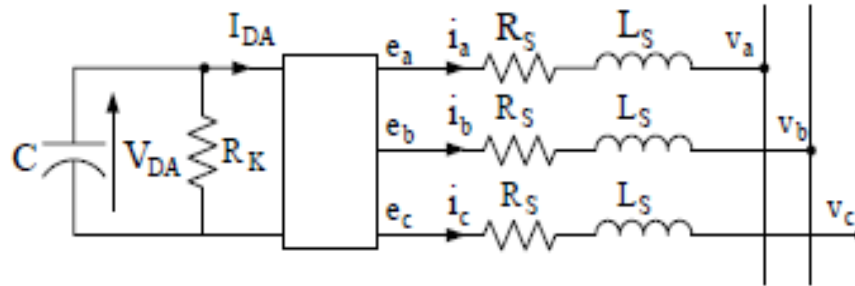 I_DA e_a i_a R_S L_S v_a
e_b i_b R_S L_S v_b
C V_DA R_K
e_c i_c R_S L_S v_c